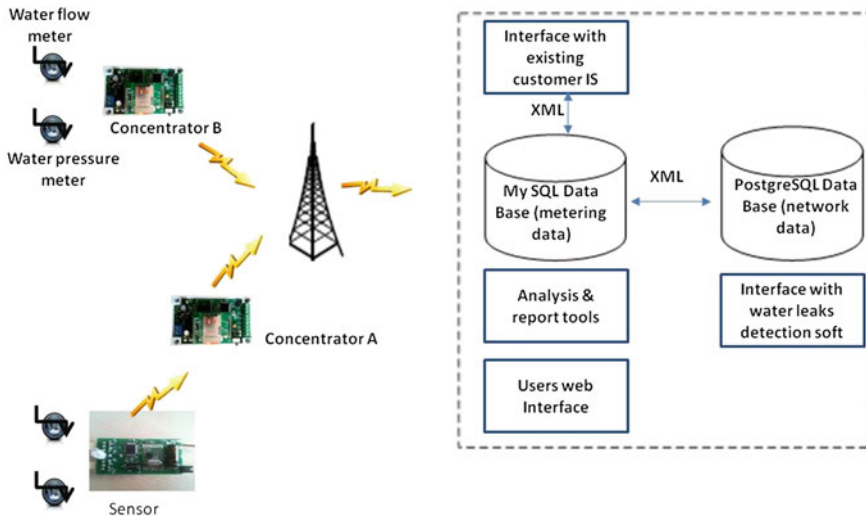 Water flow
meter
Concentrator B
Water pressure
meter
Concentrator A
Sensor
Interface with
existing
customer IS
XML
My SQL Data
Base (metering
data)
XML
PostgreSQL Data
Base (network
data)
Analysis &
report tools
Interface with
water leaks
detection soft
Users web
Interface